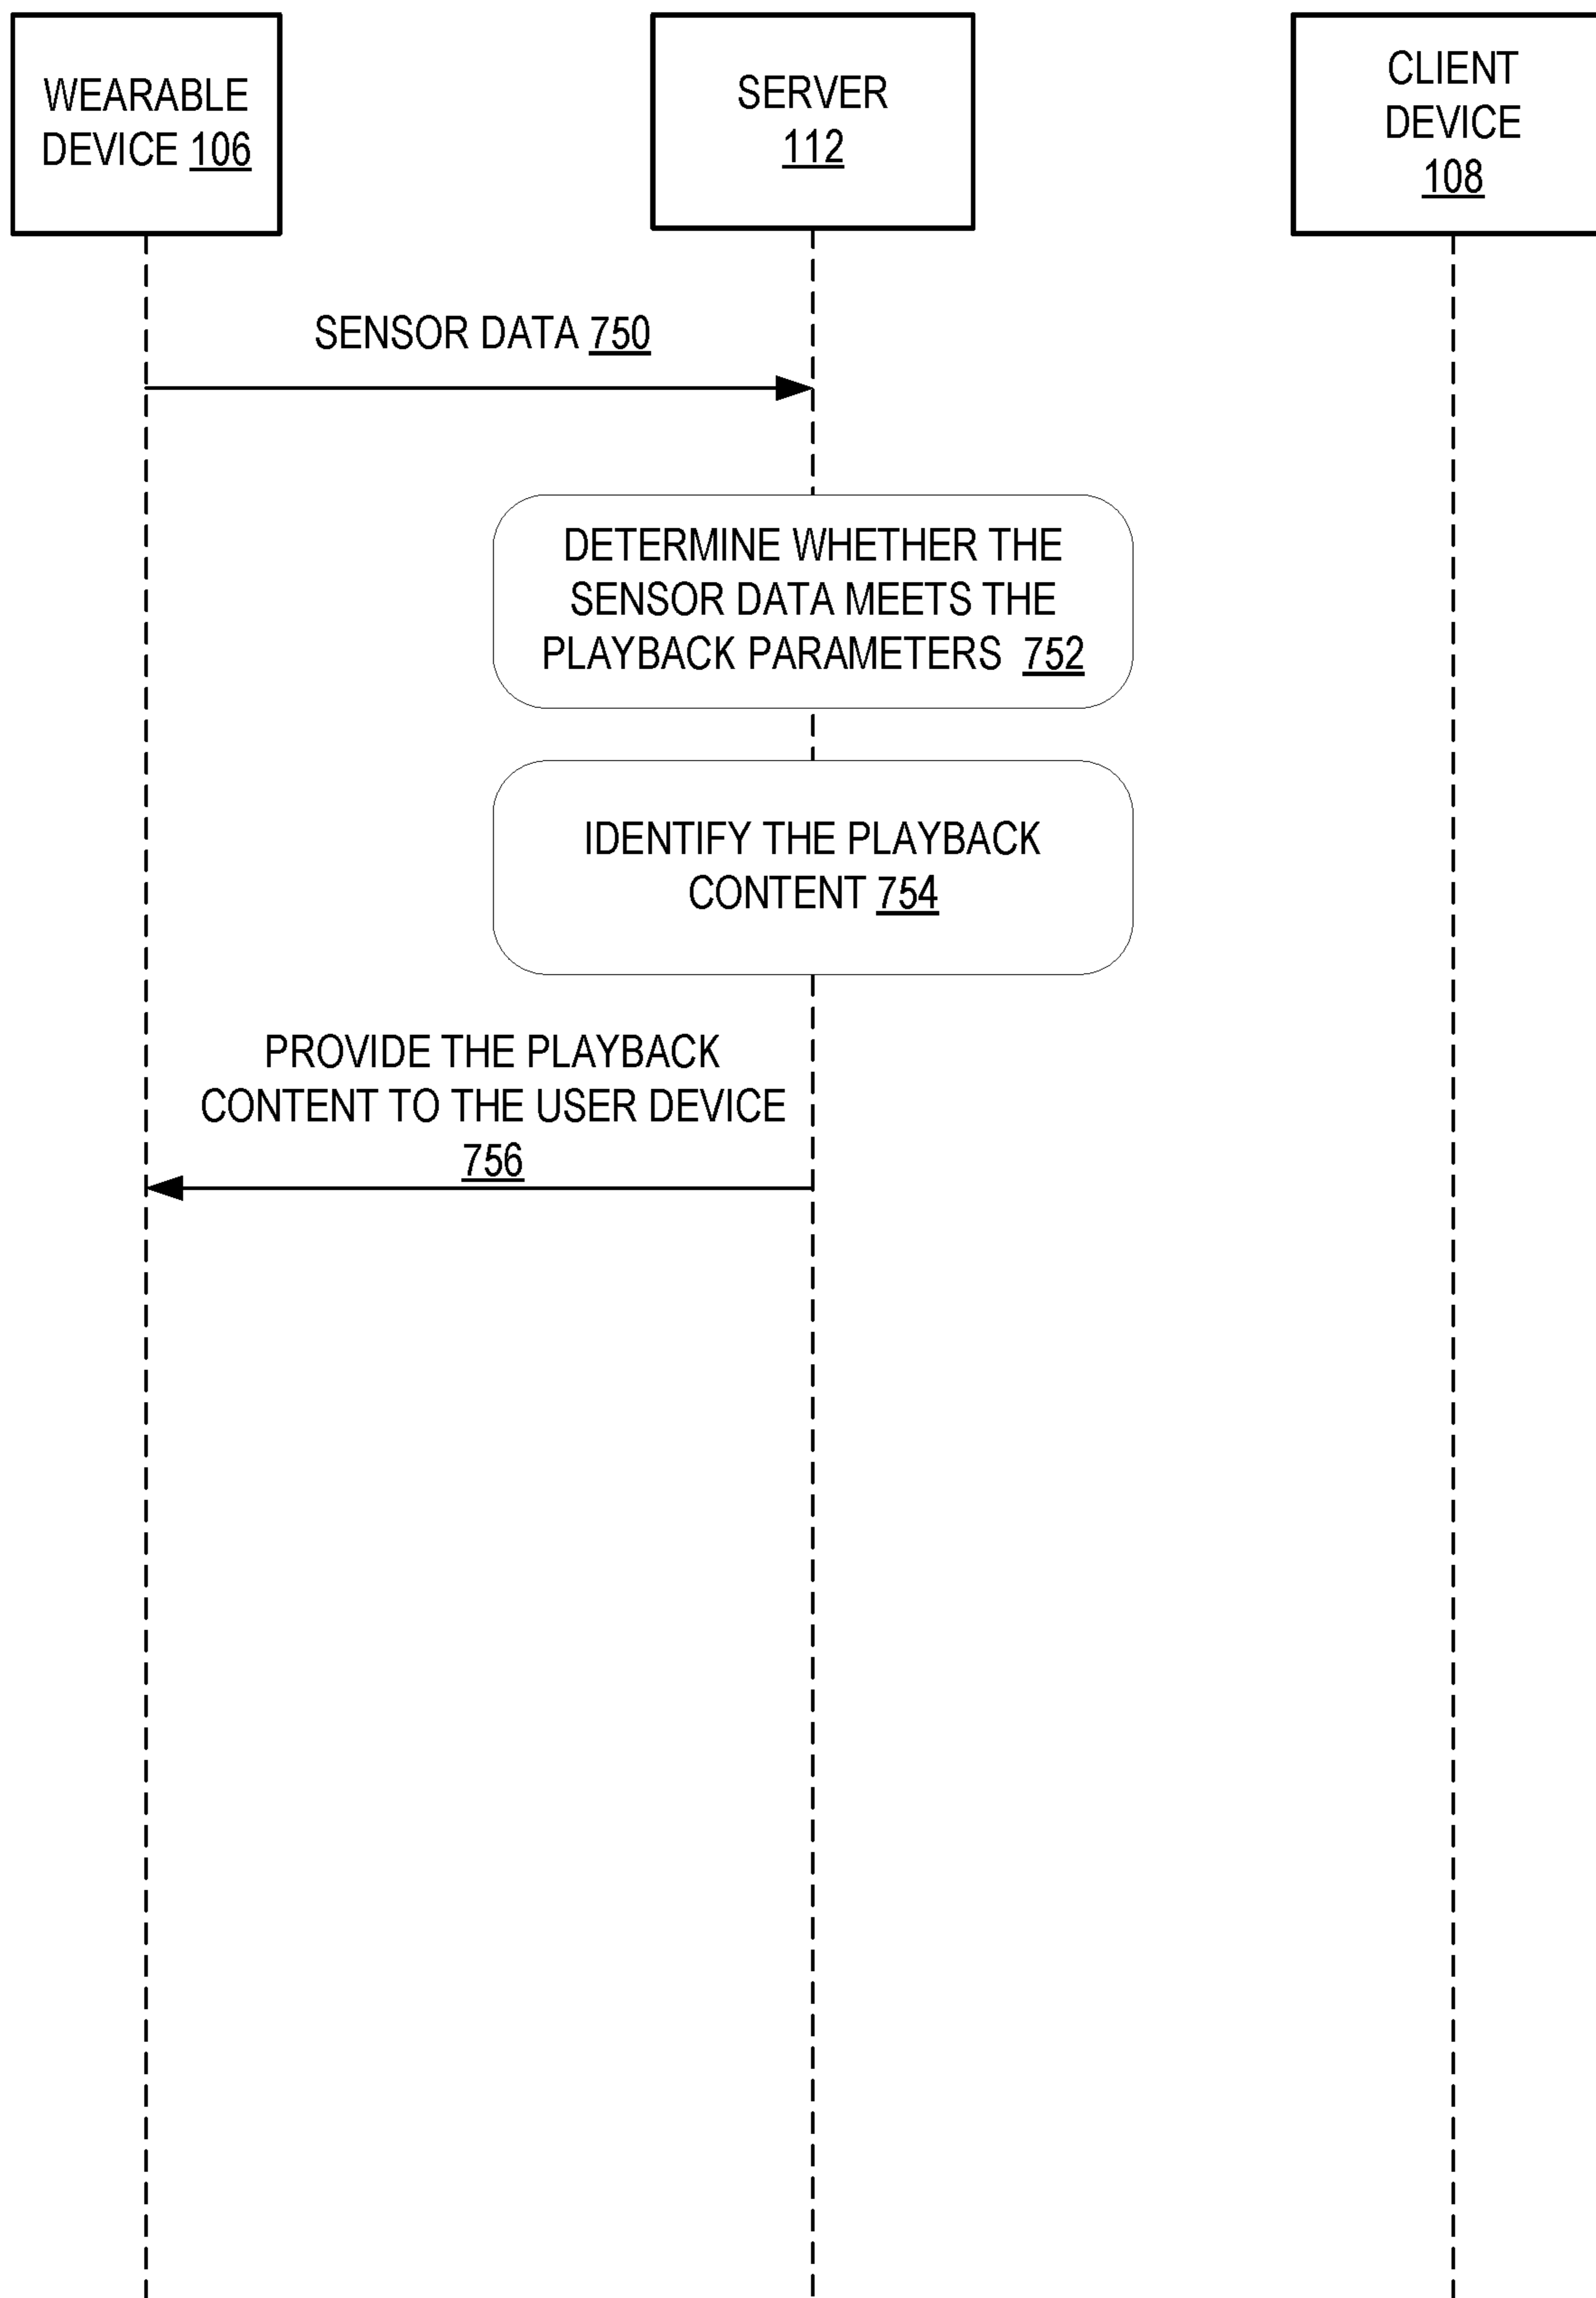 WEARABLE
DEVICE 106
SERVER
112
CLIENT
DEVICE
108
SENSOR DATA 750
DETERMINE WHETHER THE
SENSOR DATA MEETS THE
PLAYBACK PARAMETERS 752
IDENTIFY THE PLAYBACK
CONTENT 754
PROVIDE THE PLAYBACK
CONTENT TO THE USER DEVICE
756